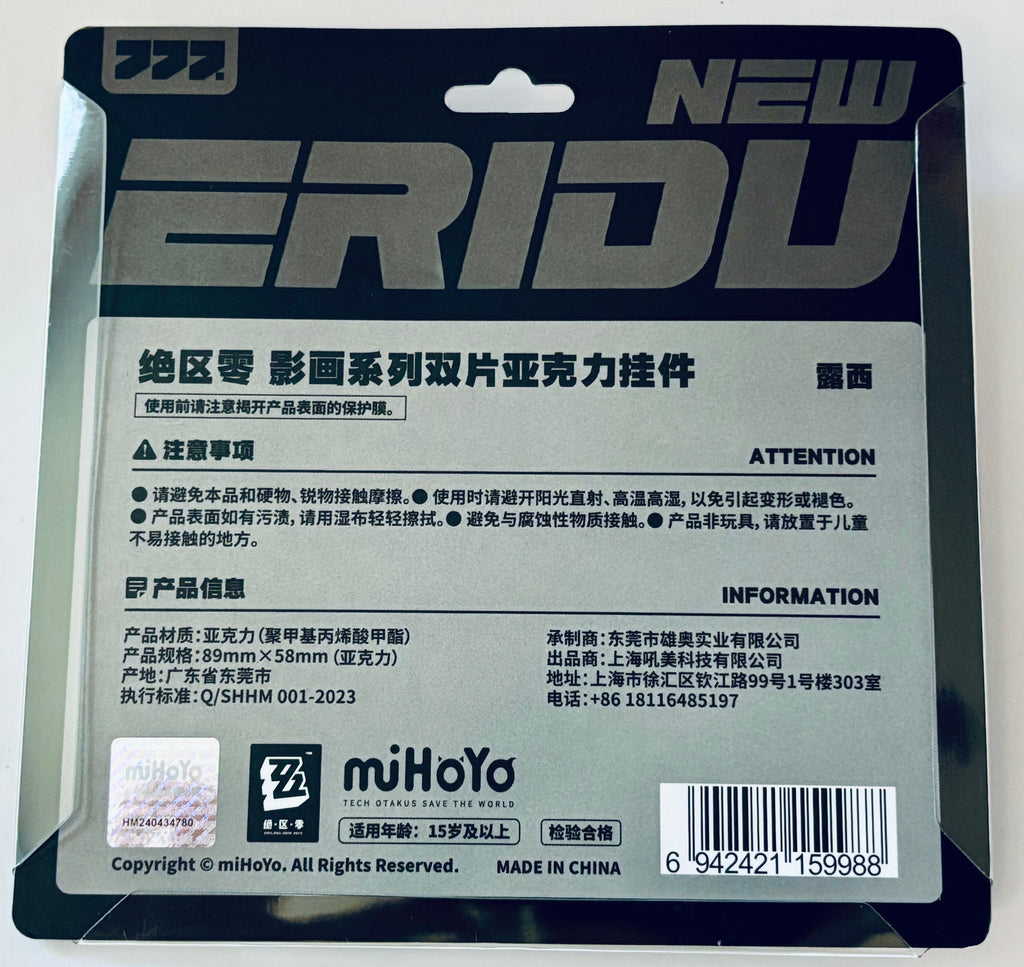 777.
NEW
ERIDU
绝区零 影画系列双片亚克力挂件
露西
使用前请注意揭开产品表面的保护膜。
注意事项
ATTENTION
● 请避免本品和硬物、锐物接触摩擦。● 使用时请避开阳光直射、高温高湿, 以免引起变形或褪色。
● 产品表面如有污渍, 请用湿布轻轻擦拭。● 避免与腐蚀性物质接触。● 产品非玩具, 请放置于儿童
不易接触的地方。
产品信息
INFORMATION
产品材质: 亚克力 (聚甲基丙烯酸甲酯)
产品规格: 89mm×58mm (亚克力)
产地: 广东省东莞市
执行标准: Q/SHHM 001-2023
承制商: 东莞市雄奥实业有限公司
出品商: 上海吼美科技有限公司
地址: 上海市徐汇区钦江路99号1号楼303室
电话: +86 18116485197
miHoYo
HM240434780
绝·区·零
miHoYo
TECH OTAKUS SAVE THE WORLD
适用年龄: 15岁及以上
检验合格
Copyright © miHoYo. All Rights Reserved.
MADE IN CHINA
6 942421 159988